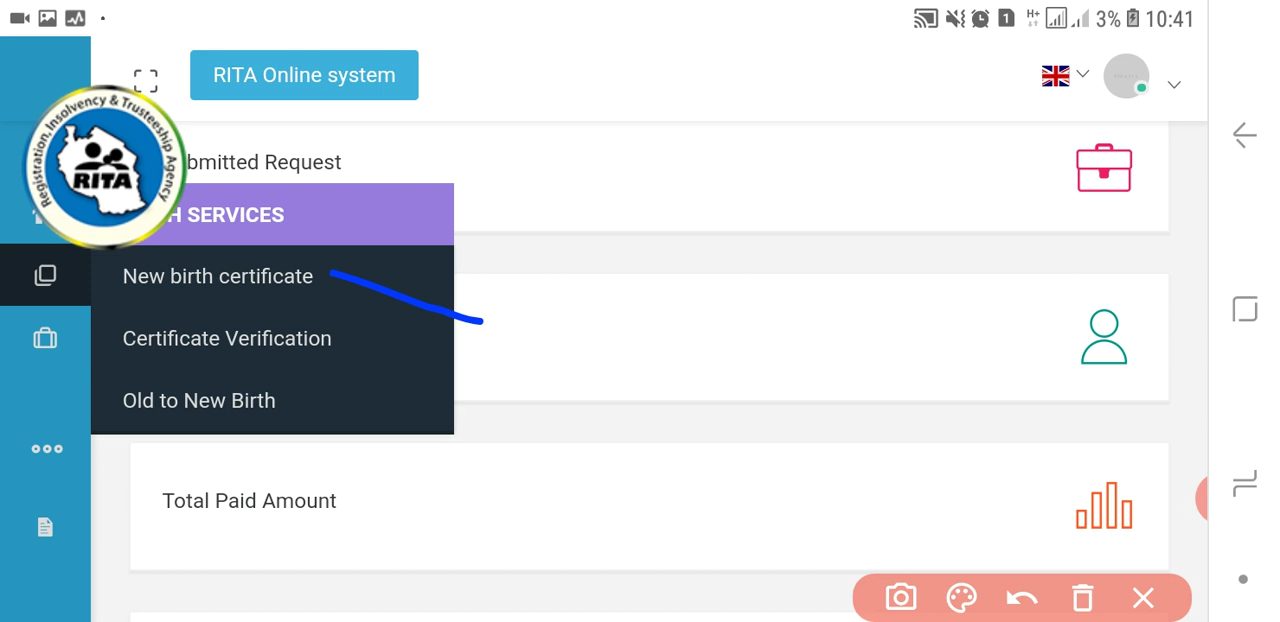 1 H+ 3% 10:41
RITA Online system
Registration, Insolvency & Trusteeship Agency
RITA
bmitted Request
H SERVICES
New birth certificate
Certificate Verification
Old to New Birth
Total Paid Amount